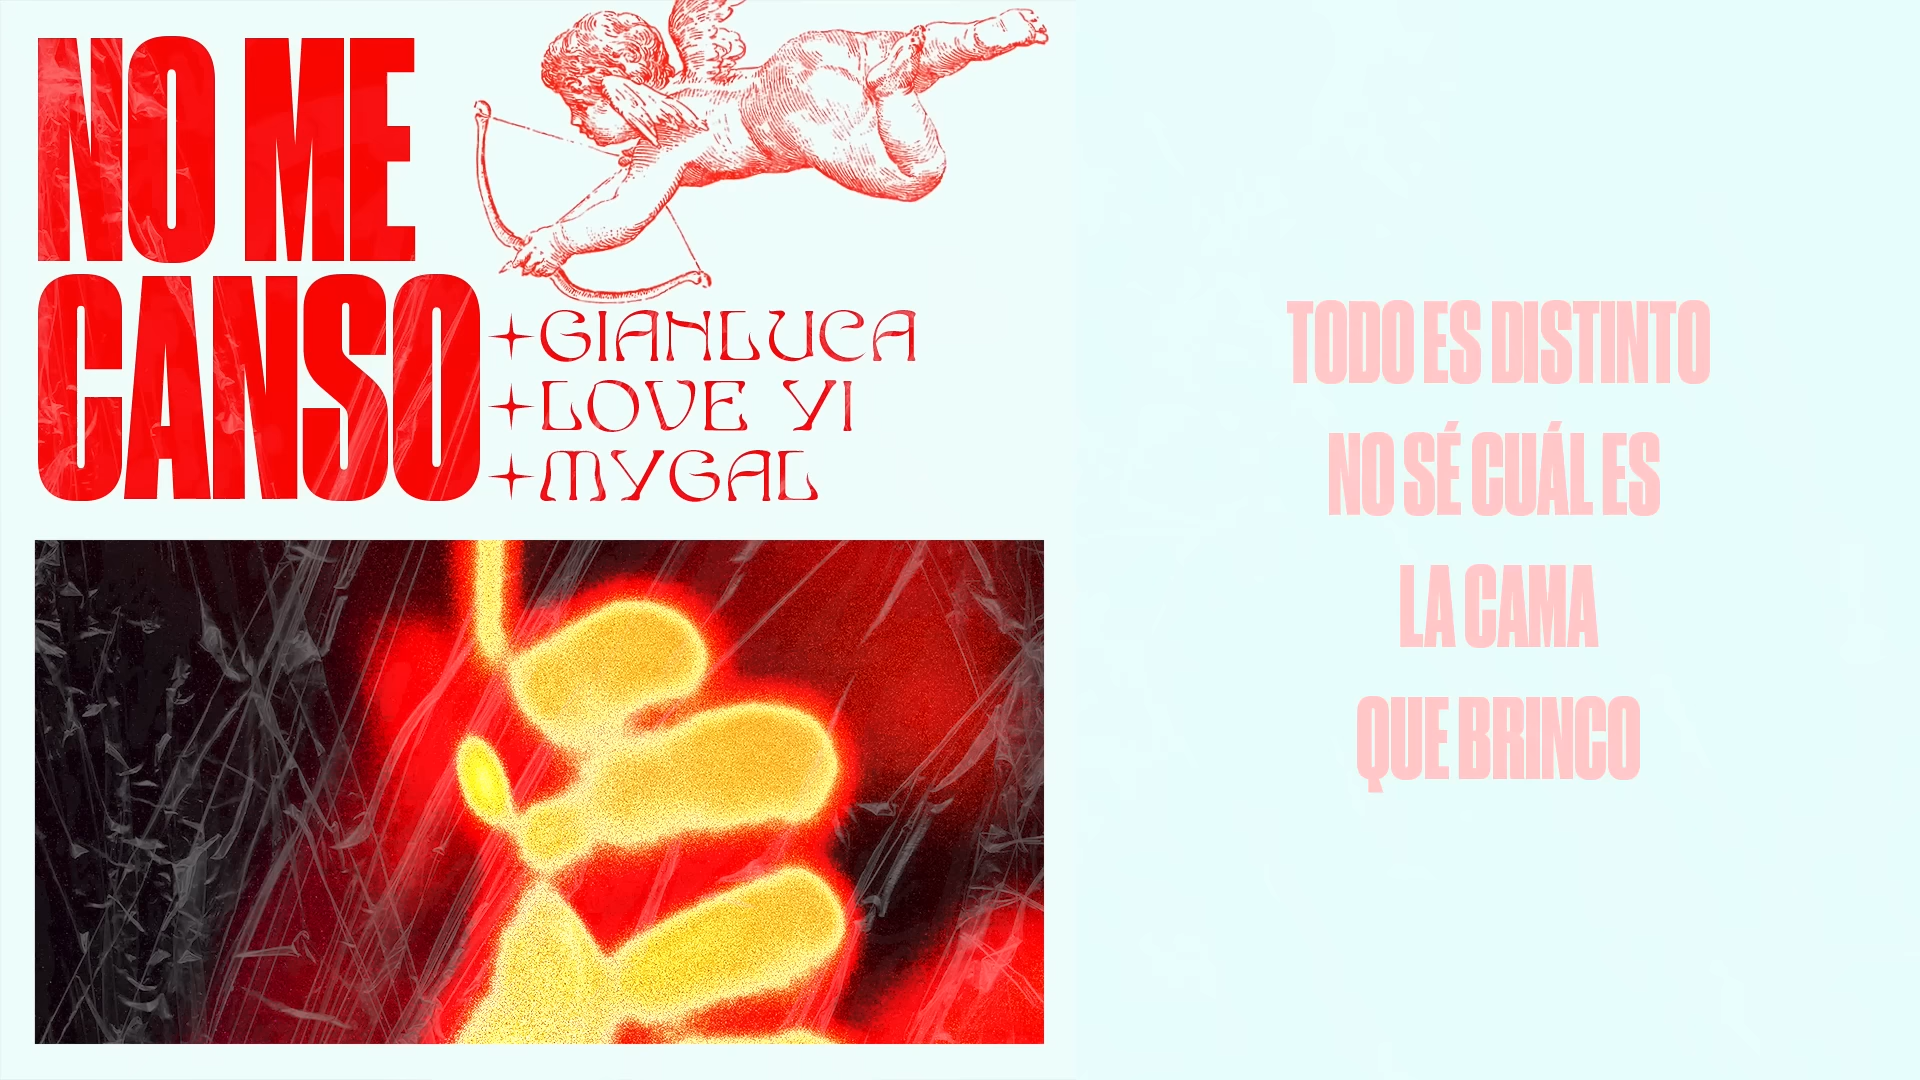 NO ME
CANSO
+GIANLUCA
+LOVE YI
+MYGAL
TODO ES DISTINTO
NO SÉ CUÁL ES
LA CAMA
QUE BRINCO